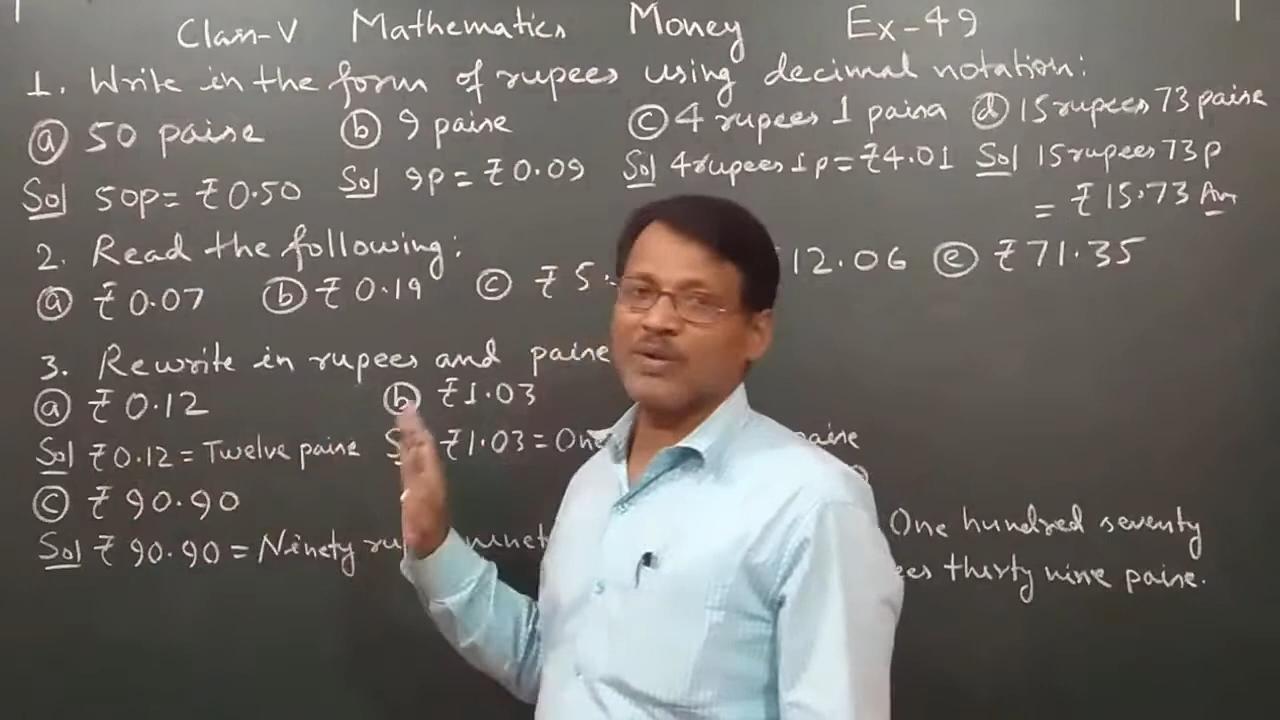 Class-V Mathematics Money Ex-49
1. Write in the form of rupees using decimal notation:
(a) 50 paise (b) 9 paise (c) 4 rupees 1 paisa (d) 15 rupees 73 paise
Sol 50p = ₹0.50 Sol 9p = ₹0.09 Sol 4 rupees 1p = ₹4.01 Sol 15 rupees 73p
= ₹15.73 Ans
2. Read the following:
(a) ₹0.07 (b) ₹0.19 (c) ₹5. 12.06 (e) ₹71.35
3. Rewrite in rupees and paise
(a) ₹0.12 (b) ₹1.03
Sol ₹0.12 = Twelve paise Sol ₹1.03 = One paise
(c) ₹90.90
Sol ₹90.90 = Ninety ninety One hundred seventy
thirty nine paise.